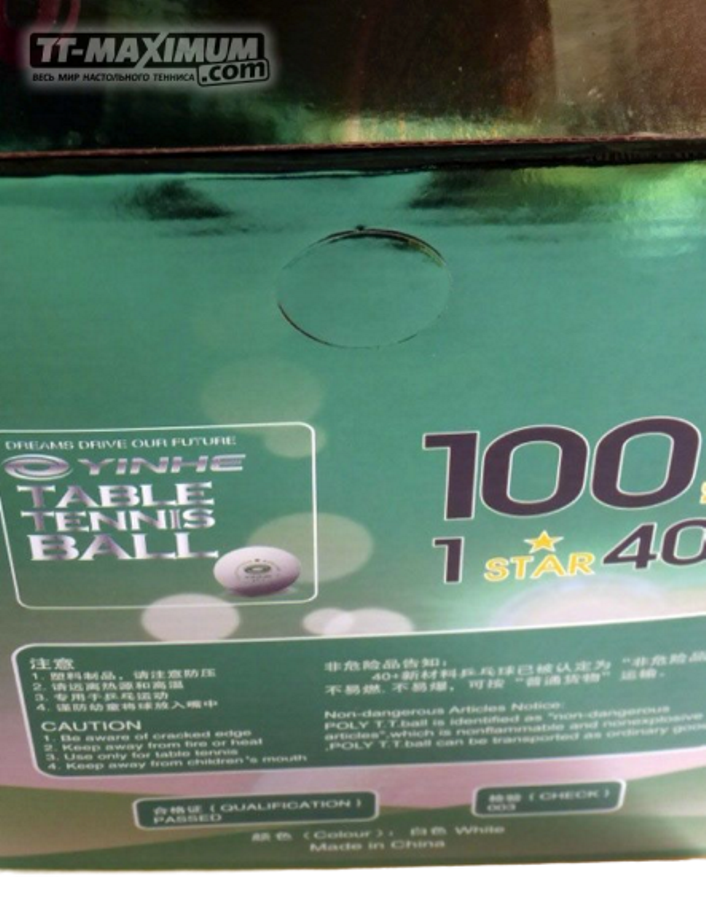 TT-MAXIMUM
ВЕСЬ МИР НАСТОЛЬНОГО ТЕННИСА .com
DREAMS DRIVE OUR FUTURE
YINHE
TABLE
TENNIS
BALL
100
1 STAR 40
注意
1. 塑料制品，请注意防压
2. 请远离热源和高温
3. 专用于乒乓运动
4. 谨防幼童将球放入嘴中
CAUTION
1. Be aware of cracked edge
2. Keep away from fire or heat
3. Use only for table tennis
4. Keep away from children's mouth
非危险品告知：
40+新材料乒乓球已被认定为“非危险品
不易燃 不易爆，可按“普通货物”运输.
Non-dangerous Articles Notice:
POLY T.T.ball is identified as "non-dangerous
articles",which is nonflammable and nonexplosive
.POLY T.T.ball can be transported as ordinary good
合格证 (QUALIFICATION)
PASSED
检验 (CHECK)
003
颜色 (Colour): 白色 White
Made in China